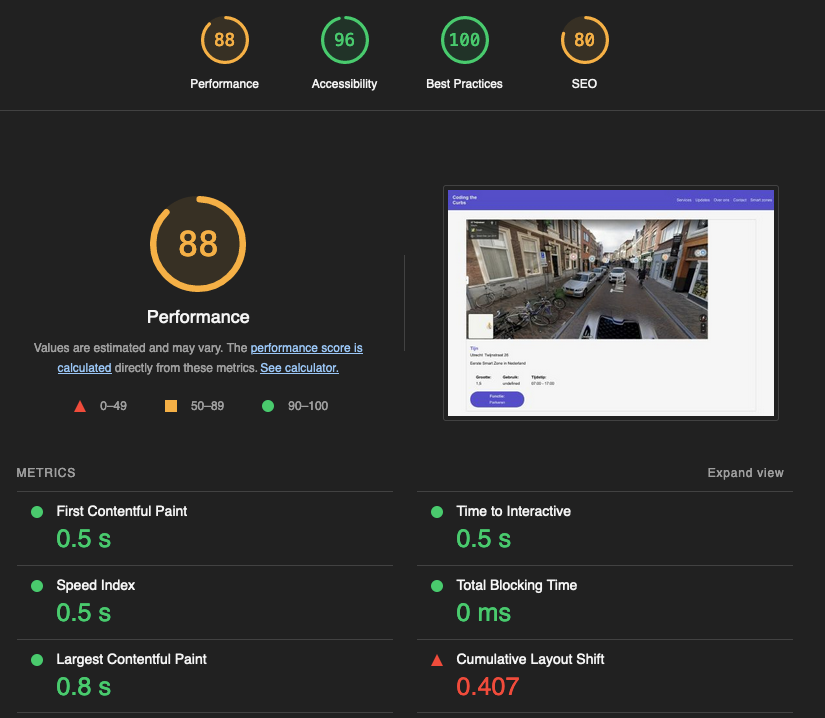 88
96
100
80
Performance
Accessibility
Best Practices
SEO
88
Performance
Values are estimated and may vary. The performance score is
calculated directly from these metrics. See calculator.
0–49
50–89
90–100
Coding the
Curbs
Services Updates Over ons Contact Smart zones
Tijn
Utrecht Twijnstraat 25
Eerste Smart Zone in Nederland
Grootte: Gebruik: Tijdstip:
1,5 undefined 07:00 - 17:00
Functie:
Parkeren
METRICS
Expand view
First Contentful Paint
0.5 s
Time to Interactive
0.5 s
Speed Index
0.5 s
Total Blocking Time
0 ms
Largest Contentful Paint
0.8 s
Cumulative Layout Shift
0.407